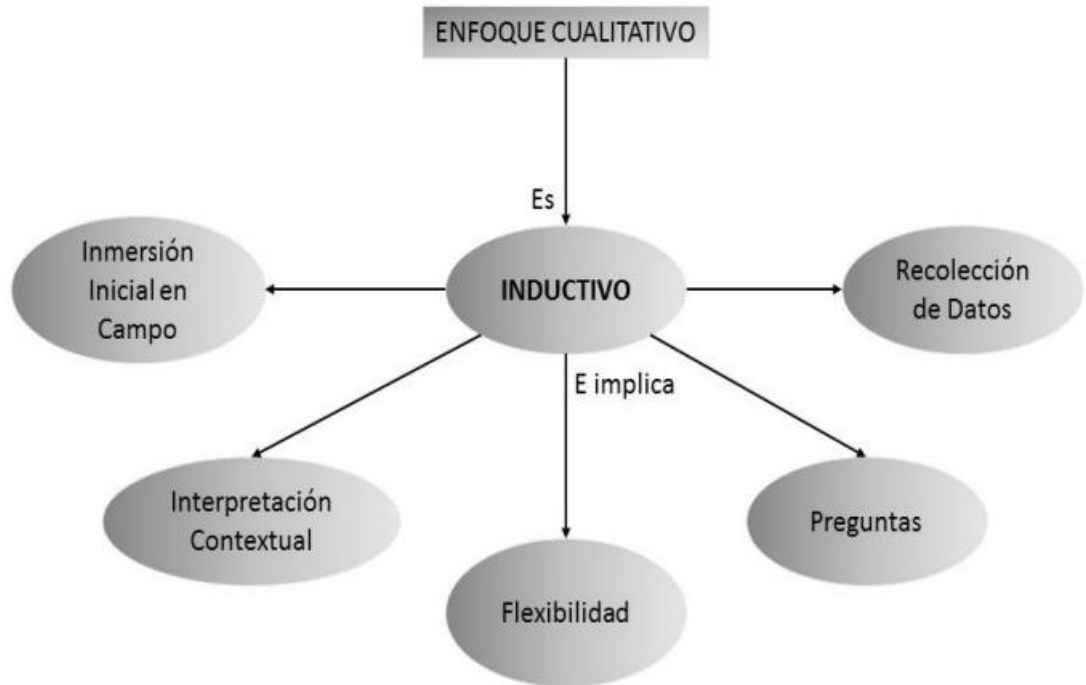 ENFOQUE CUALITATIVO
Es
Inmersión
Inicial en
Campo
INDUCTIVO
Recolección
de Datos
E implica
Interpretación
Contextual
Preguntas
Flexibilidad